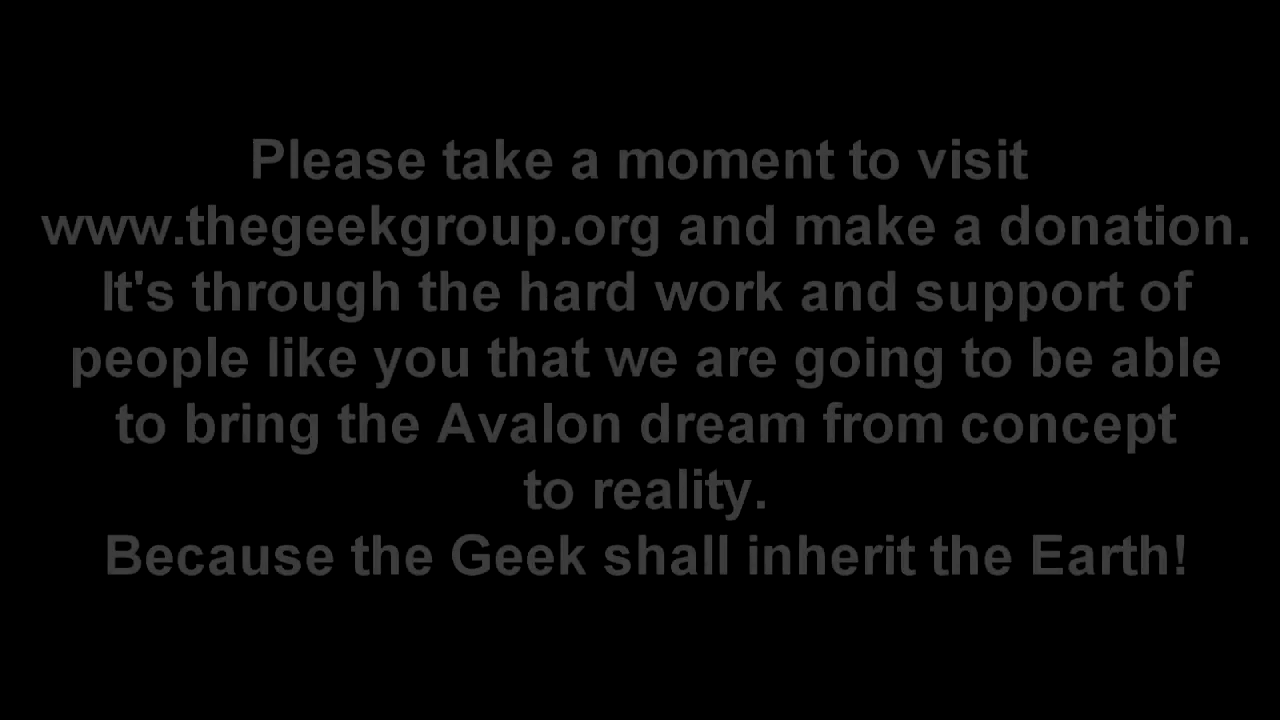 Please take a moment to visit
www.thegeekgroup.org and make a donation.
It's through the hard work and support of
people like you that we are going to be able
to bring the Avalon dream from concept
to reality.
Because the Geek shall inherit the Earth!